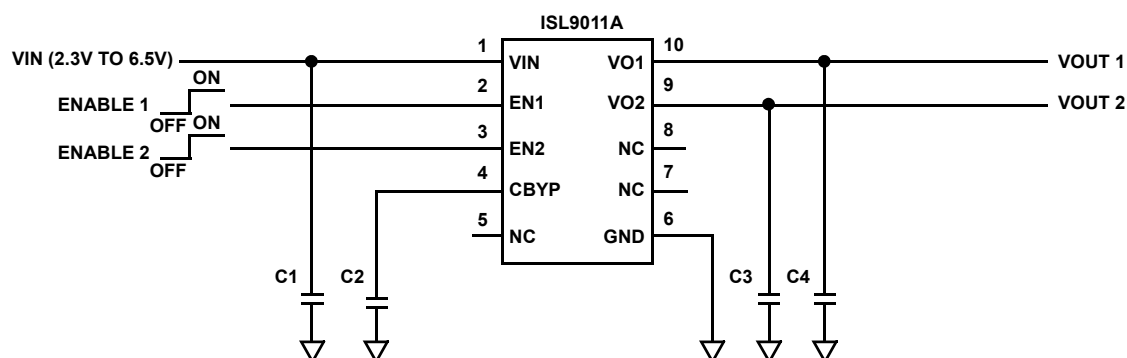 ISL9011A
VIN (2.3V TO 6.5V)
1
VIN
VO1
10
VOUT 1
ON
ENABLE 1
OFF
2
EN1
VO2
9
VOUT 2
ON
ENABLE 2
OFF
3
EN2
NC
8
4
CBYP
NC
7
5
NC
GND
6
C1
C2
C3
C4